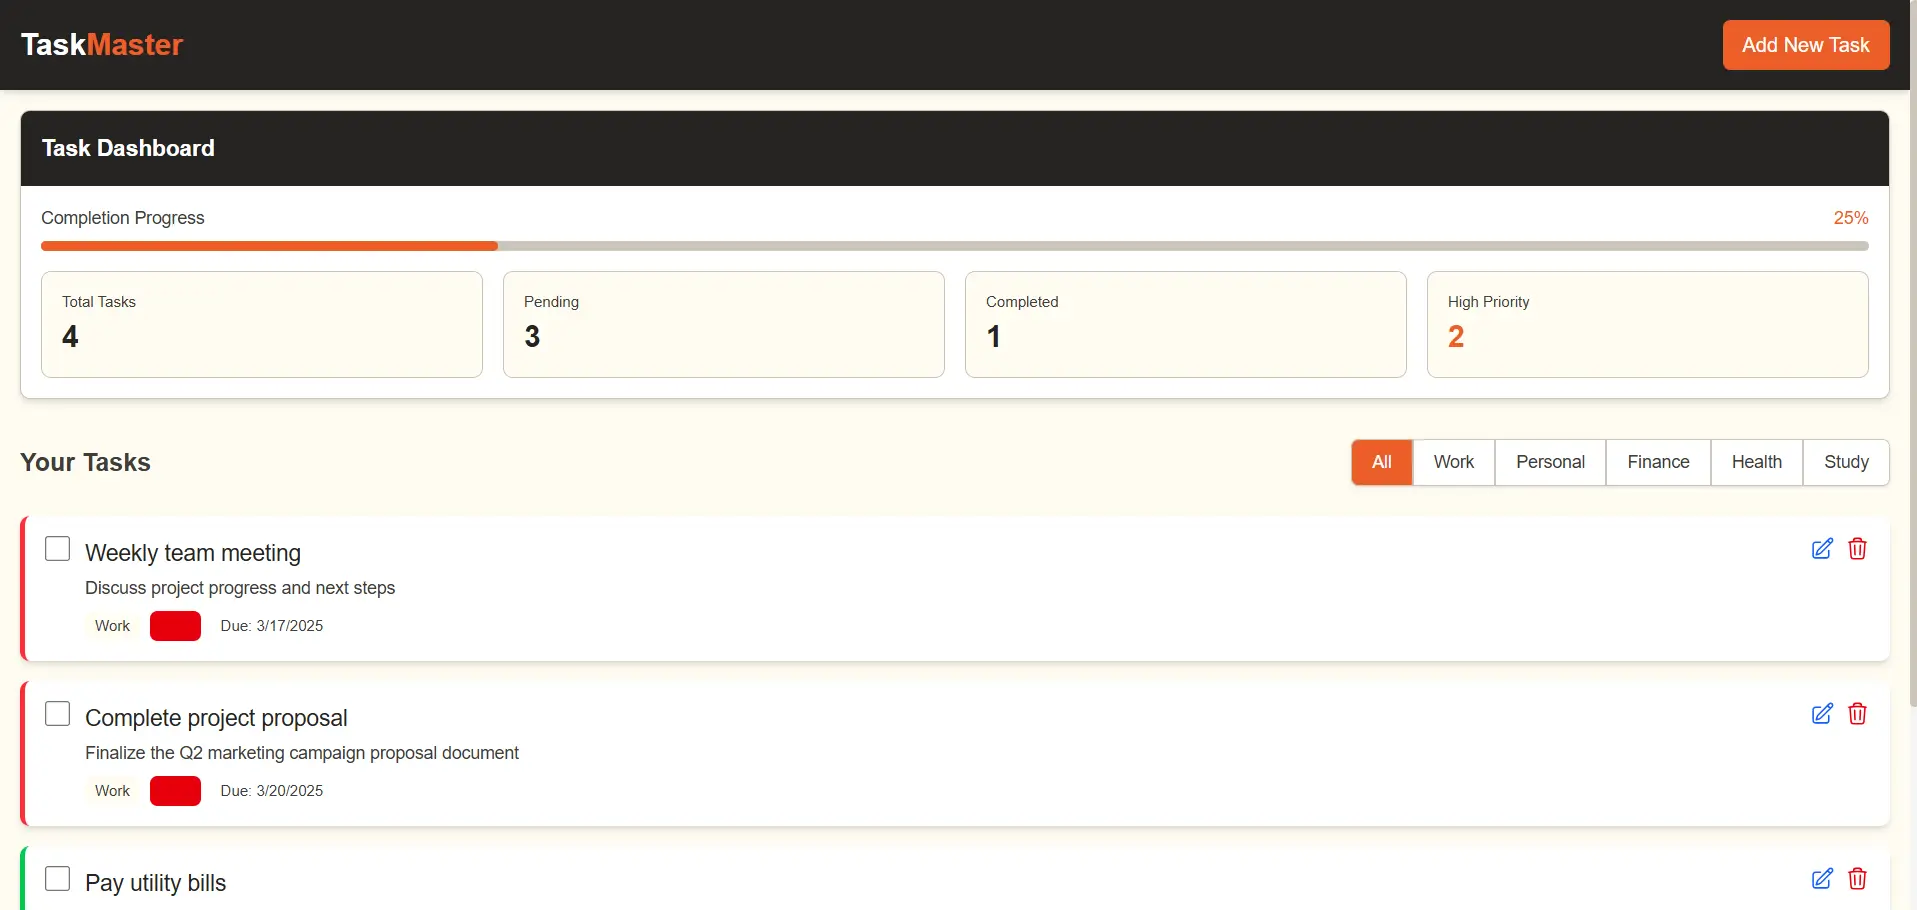 TaskMaster
Add New Task
Task Dashboard
Completion Progress
25%
Total Tasks
4
Pending
3
Completed
1
High Priority
2
Your Tasks
All
Work
Personal
Finance
Health
Study
Weekly team meeting
Discuss project progress and next steps
Work
Due: 3/17/2025
Complete project proposal
Finalize the Q2 marketing campaign proposal document
Work
Due: 3/20/2025
Pay utility bills